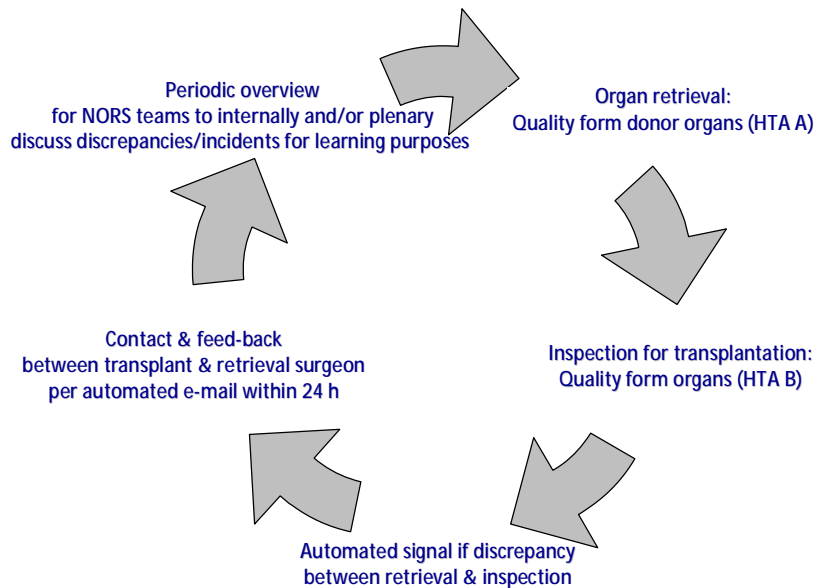 Periodic overview
for NORS teams to internally and/or plenary
discuss discrepancies/incidents for learning purposes
Organ retrieval:
Quality form donor organs (HTA A)
Inspection for transplantation:
Quality form organs (HTA B)
Automated signal if discrepancy
between retrieval & inspection
Contact & feed-back
between transplant & retrieval surgeon
per automated e-mail within 24 h